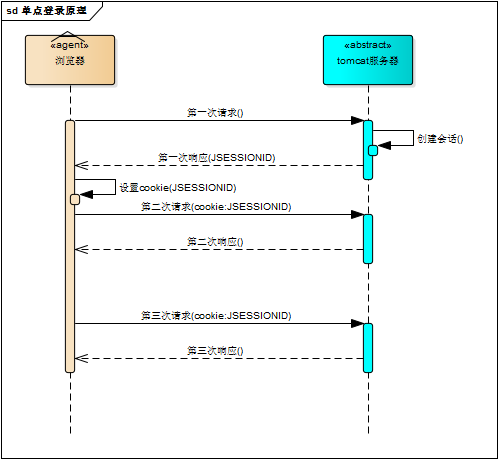 sd 单点登录原理
«agent»
浏览器
«abstract»
tomcat服务器
第一次请求()
创建会话()
第一次响应(JSESSIONID)
设置cookie(JSESSIONID)
第二次请求(cookie:JSESSIONID)
第二次响应()
第三次请求(cookie:JSESSIONID)
第三次响应()